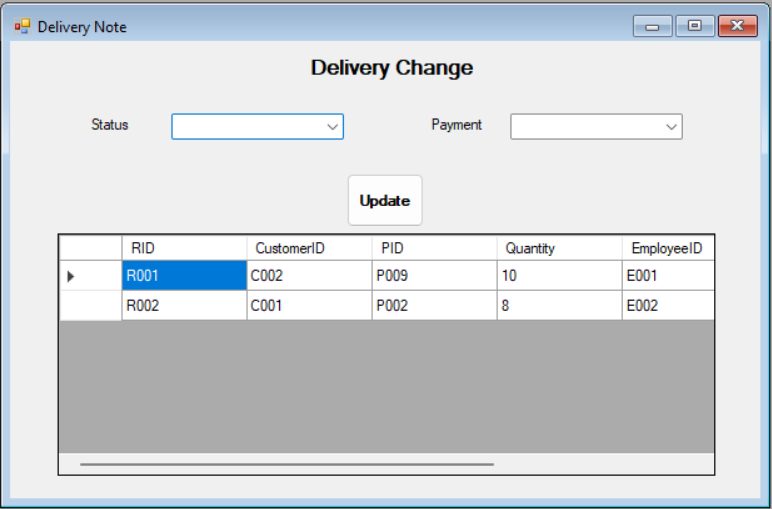 Delivery Note
Delivery Change
Status Payment
Update
RID CustomerID PID Quantity EmployeeID
R001 C002 P009 10 E001
R002 C001 P002 8 E002